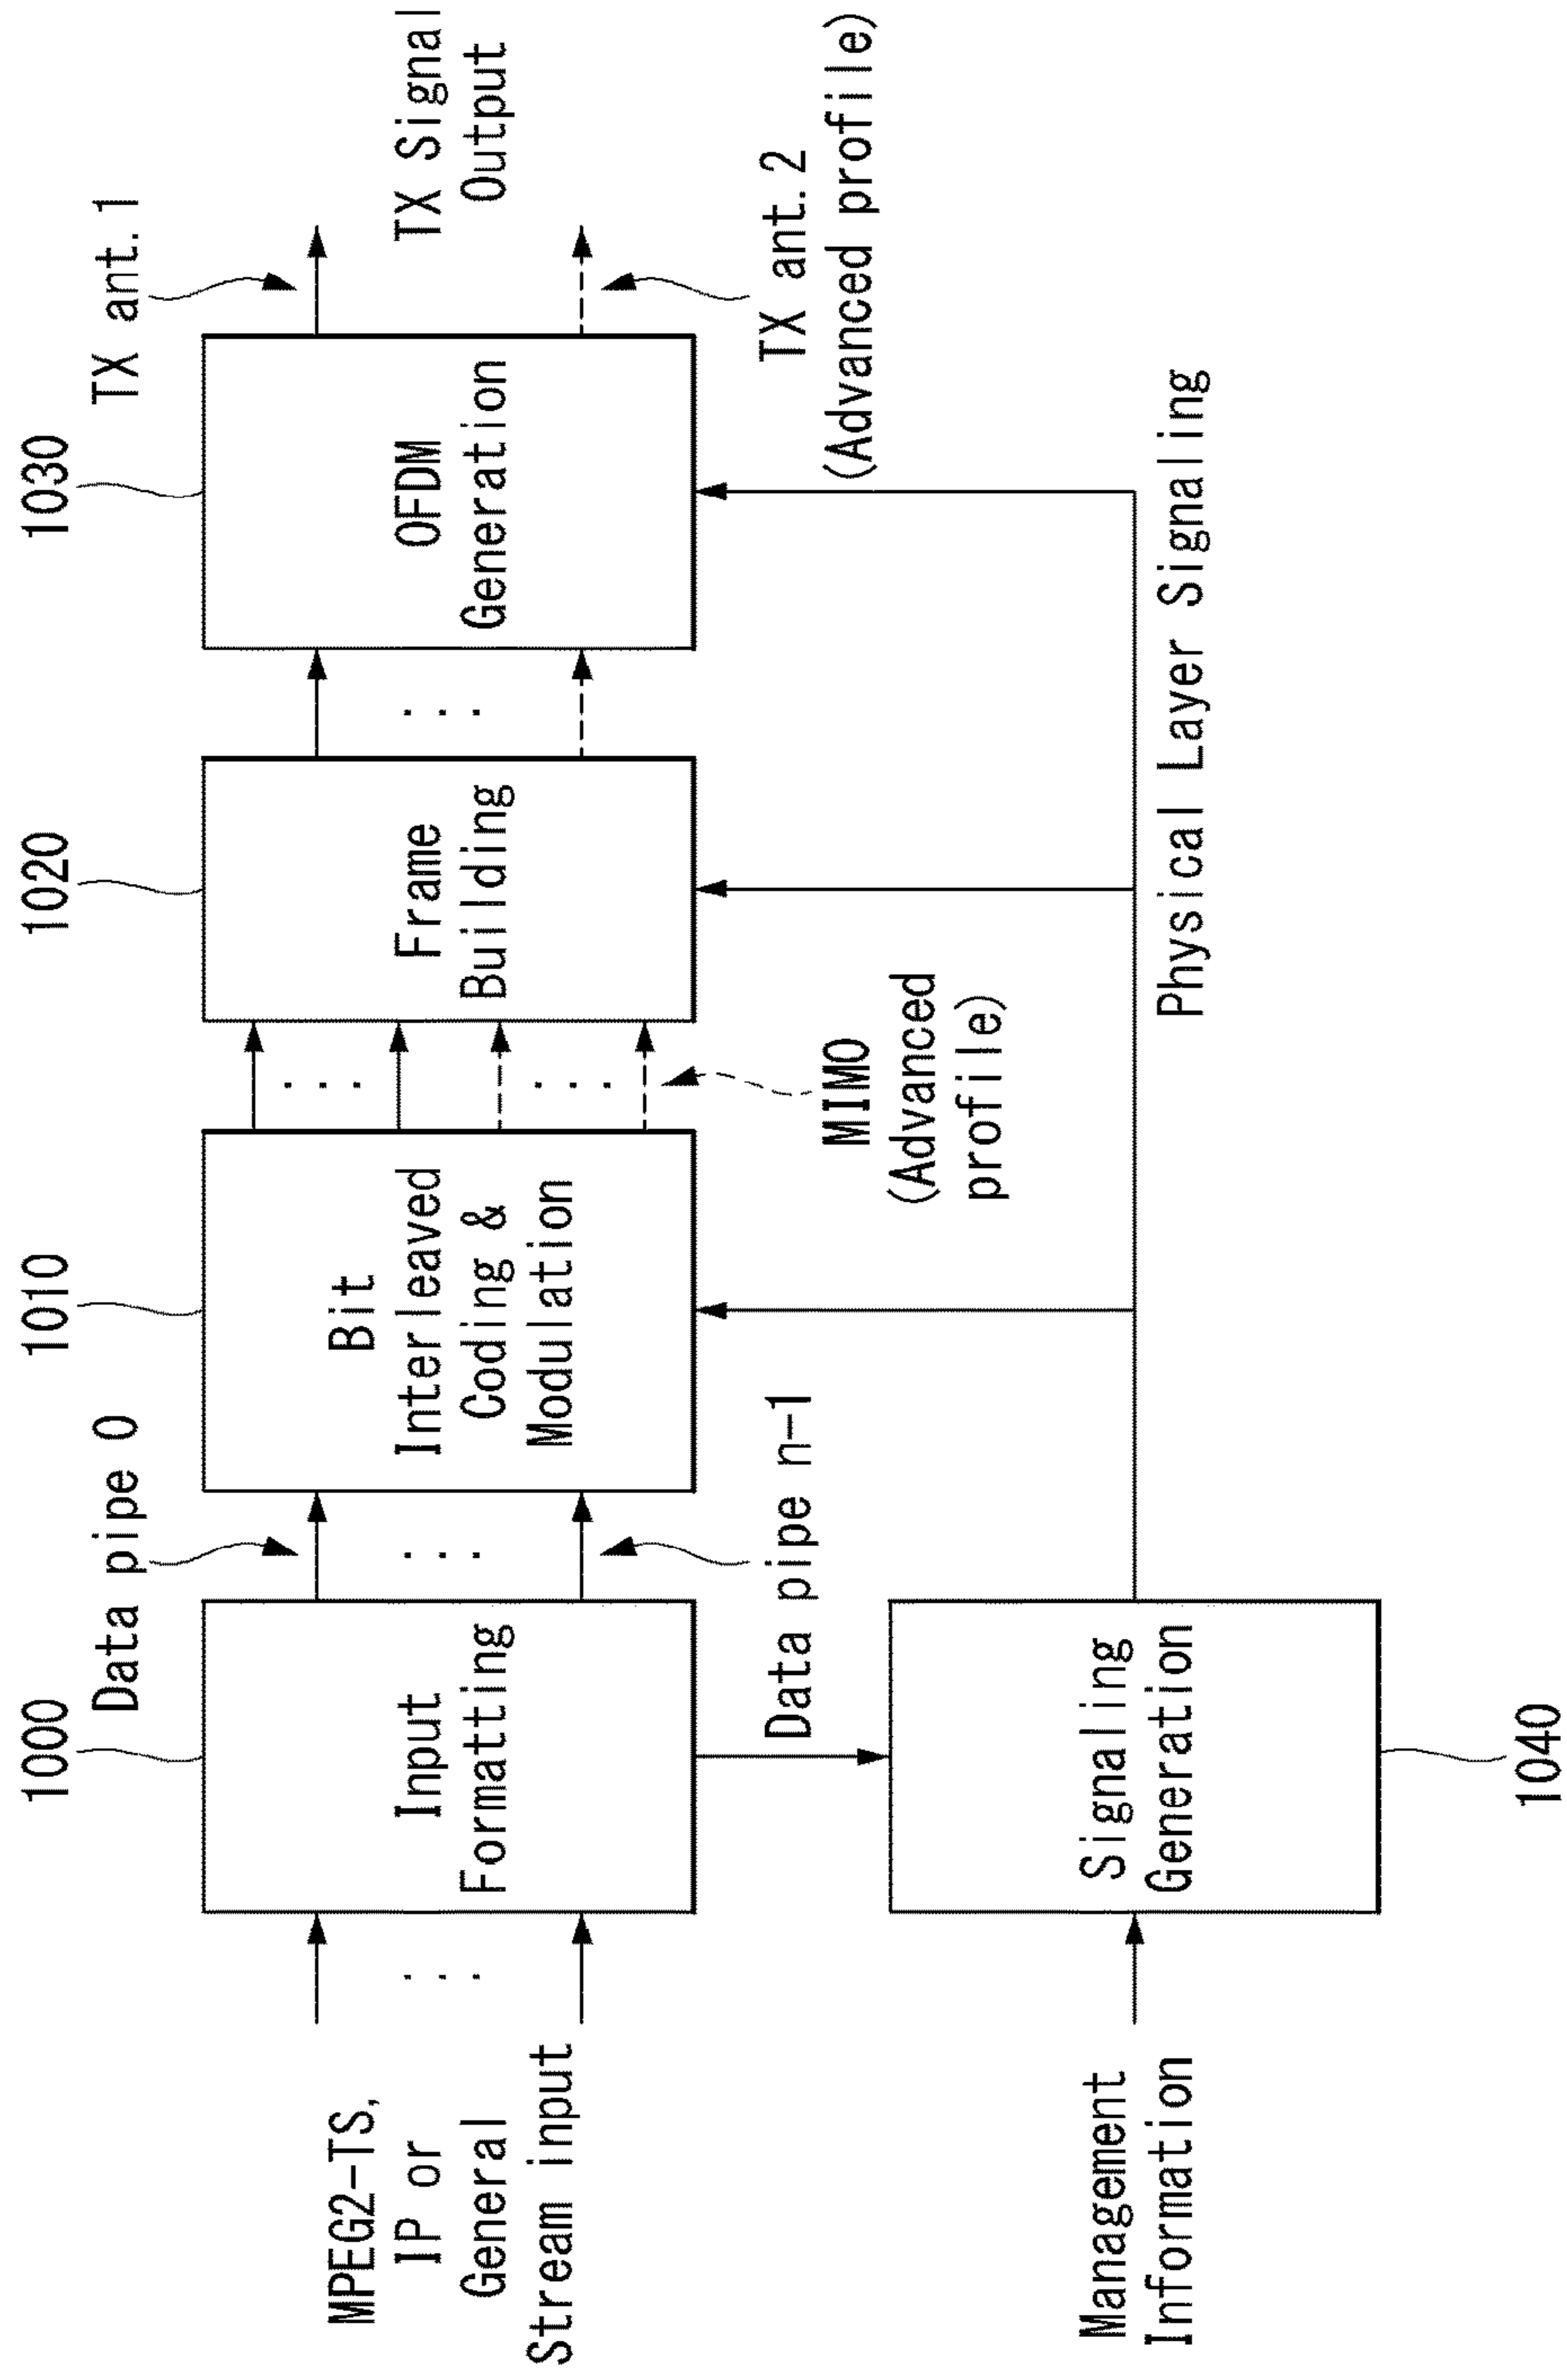 1000
1010
1020
1030
Data pipe 0
TX ant.1
MPEG2-TS,
IP or
General
Stream input
Input
Formatting
Bit
Interleaved
Coding &
Modulation
Frame
Building
OFDM
Generation
TX Signal
Output
Data pipe n-1
MIMO
(Advanced
profile)
TX ant.2
(Advanced profile)
Management
Information
Signaling
Generation
Physical Layer Signaling
1040